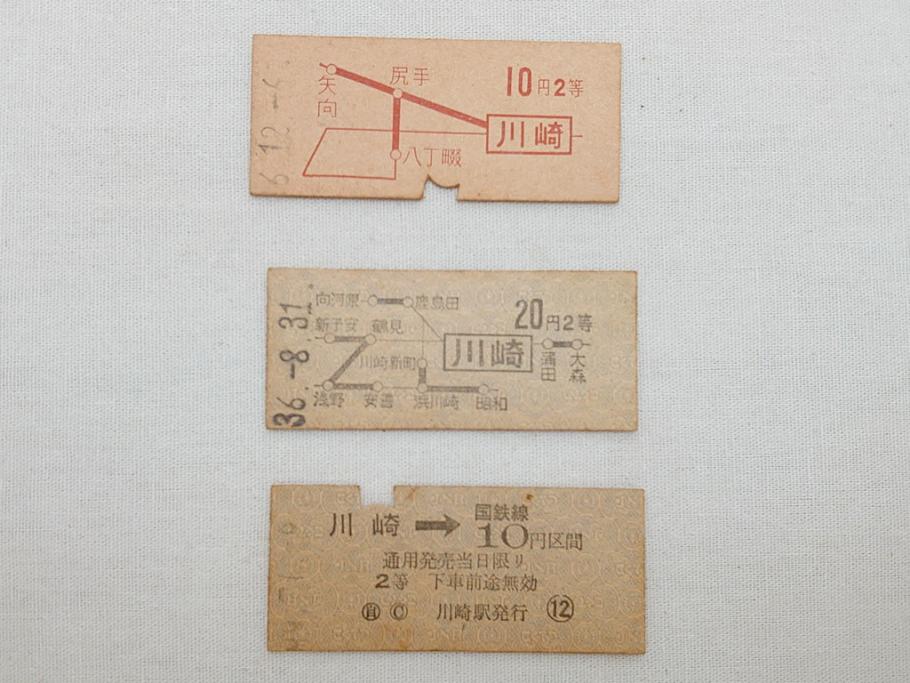 6.12.-6.
矢向
尻手
10円2等
川崎
八丁畷
36.-8.31.
向河原
鹿島田
20円2等
新子安
鶴見
川崎
川崎新町
蒲田
大森
浅野
安善
浜川崎
昭和
川崎 → 国鉄線
10円区間
通用発売当日限り
2等 下車前途無効
川崎駅発行 ⑫